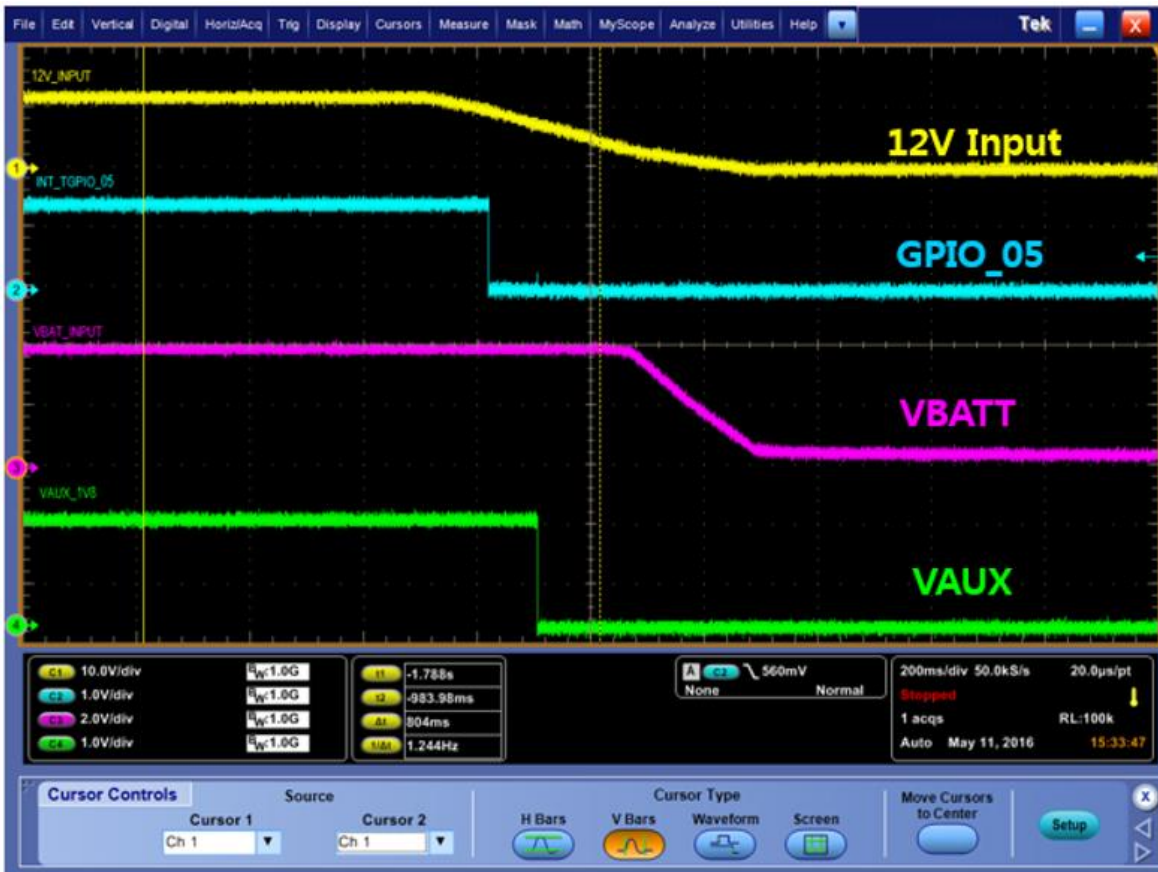 File Edit Vertical Digital Horiz/Acq Trig Display Cursors Measure Mask Math MyScope Analyze Utilities Help Tek X
12V_INPUT
12V Input
1
INT_TGPIO_05
GPIO_05
2
VBAT_INPUT
VBATT
3
VAUX_1V8
VAUX
4
C1 10.0V/div BW:1.0G
C2 1.0V/div BW:1.0G
C3 2.0V/div BW:1.0G
C4 1.0V/div BW:1.0G
t1 -1.788s
t2 -983.98ms
Δt 804ms
1/Δt 1.244Hz
A C2 560mV
None Normal
200ms/div 50.0kS/s 20.0µs/pt
Stopped
1 acqs RL:100k
Auto May 11, 2016 15:33:47
Cursor Controls Source Cursor Type Move Cursors to Center X
Cursor 1 Cursor 2 H Bars V Bars Waveform Screen Setup
Ch 1 Ch 1